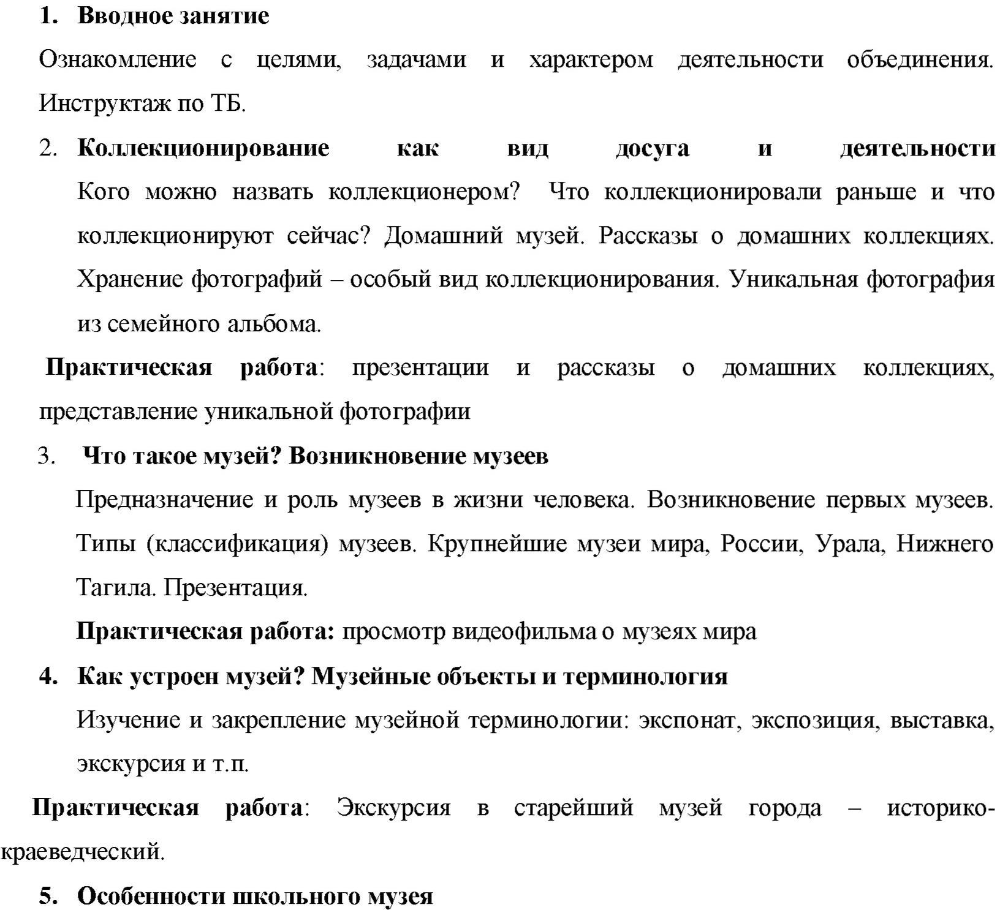 1. Вводное занятие
Ознакомление с целями, задачами и характером деятельности объединения.
Инструктаж по ТБ.
2. Коллекционирование как вид досуга и деятельности
Кого можно назвать коллекционером? Что коллекционировали раньше и что
коллекционируют сейчас? Домашний музей. Рассказы о домашних коллекциях.
Хранение фотографий – особый вид коллекционирования. Уникальная фотография
из семейного альбома.
Практическая работа: презентации и рассказы о домашних коллекциях,
представление уникальной фотографии
3. Что такое музей? Возникновение музеев
Предназначение и роль музеев в жизни человека. Возникновение первых музеев.
Типы (классификация) музеев. Крупнейшие музеи мира, России, Урала, Нижнего
Тагила. Презентация.
Практическая работа: просмотр видеофильма о музеях мира
4. Как устроен музей? Музейные объекты и терминология
Изучение и закрепление музейной терминологии: экспонат, экспозиция, выставка,
экскурсия и т.п.
Практическая работа: Экскурсия в старейший музей города – историко-
краеведческий.
5. Особенности школьного музея